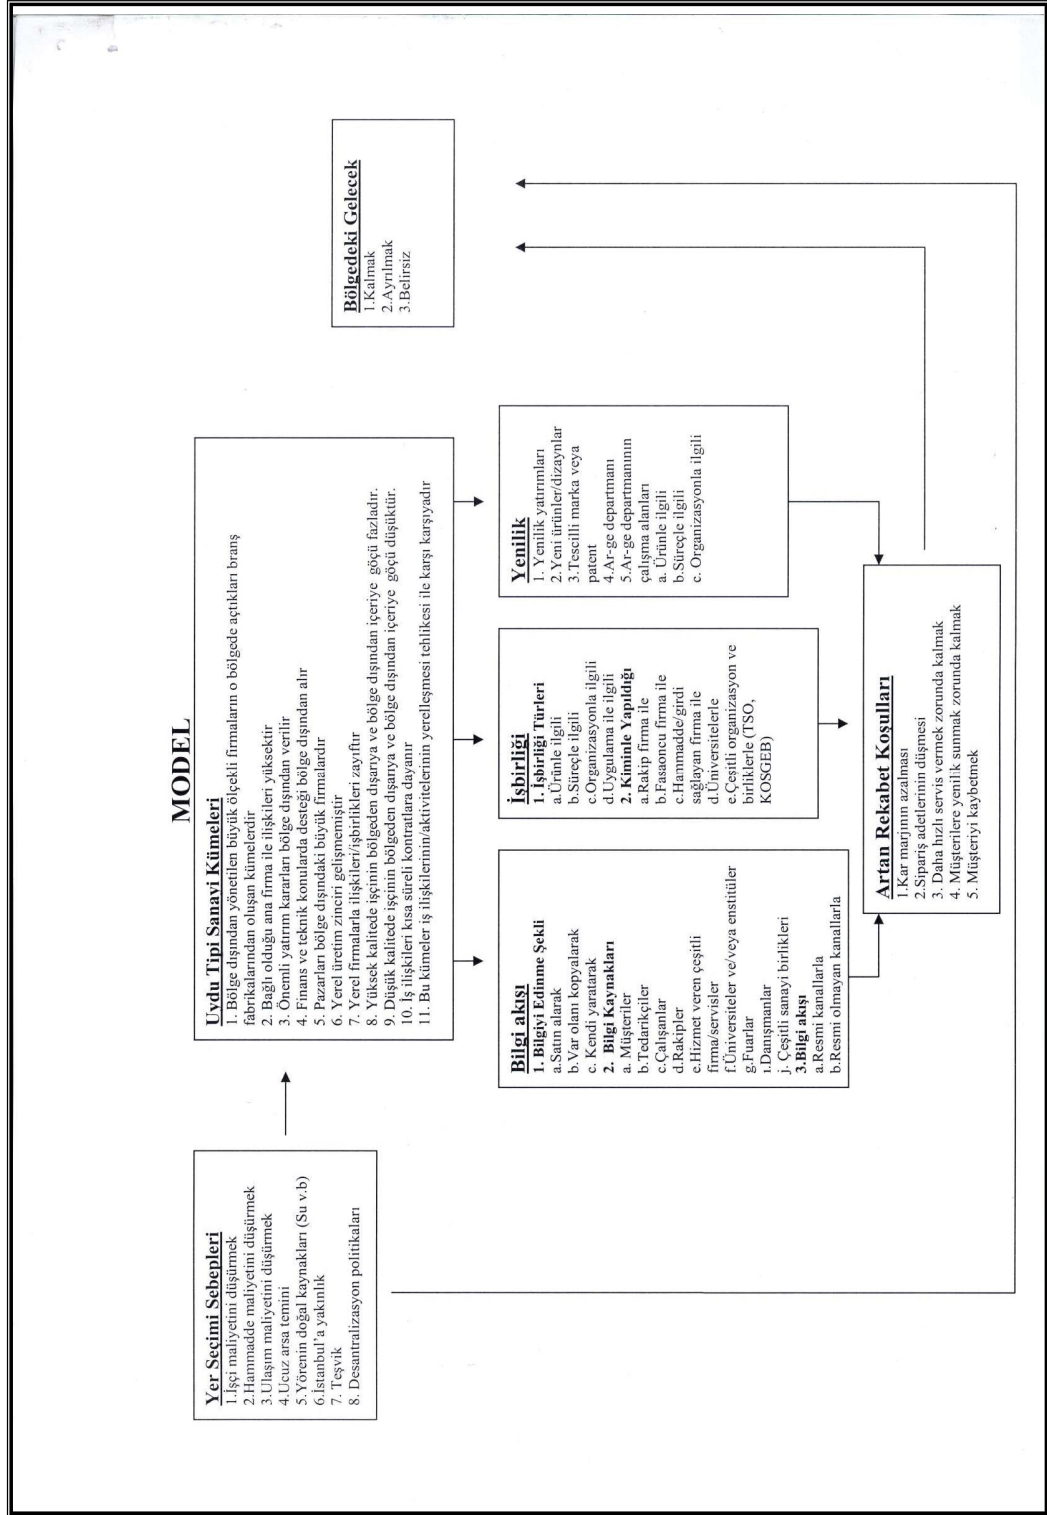 MODEL
Yer Seçimi Sebepleri
1.İşçi maliyetini düşürmek
2.Hammadde maliyetini düşürmek
3.Ulaşım maliyetini düşürmek
4.Ucuz arsa temini
5.Yörenin doğal kaynakları (Su v.b)
6.İstanbul'a yakınlık
7. Teşvik
8. Desantralizasyon politikaları
Uydu Tipi Sanayi Kümeleri
1. Bölge dışından yönetilen büyük ölçekli firmaların o bölgede açtıkları branş
fabrikalarından oluşan kümelerdir
2. Bağlı olduğu ana firma ile ilişkileri yüksektir
3. Önemli yatırım kararları bölge dışından verilir
4. Finans ve teknik konularda desteği bölge dışından alır
5. Pazarları bölge dışındaki büyük firmalardır
6. Yerel üretim zinciri gelişmemiştir
7. Yerel firmalarla ilişkileri/işbirlikleri zayıftır
8. Yüksek kalitede işçinin bölgeden dışarıya ve bölge dışından içeriye göçü fazladır.
9. Düşük kalitede işçinin bölgeden dışarıya ve bölge dışından içeriye göçü düşüktür.
10. İş ilişkileri kısa süreli kontratlara dayanır
11. Bu kümeler iş ilişkilerinin/aktivitelerinin yerelleşmesi tehlikesi ile karşı karşıyadır
Bölgedeki Gelecek
1.Kalmak
2.Ayrılmak
3.Belirsiz
Bilgi akısı
1. Bilgiyi Edinme Şekli
a.Satın alarak
b.Var olanı kopyalarak
c. Kendi yaratarak
2. Bilgi Kaynakları
a. Müşteriler
b.Tedarikçiler
c.Çalışanlar
d.Rakipler
e.Hizmet veren çeşitli
firma/servisler
f.Üniversiteler ve/veya enstitüler
g.Fuarlar
ı.Danışmanlar
j. Çeşitli sanayi birlikleri
3.Bilgi akışı
a.Resmi kanallarla
b.Resmi olmayan kanallarla
İşbirliği
1. İşbirliği Türleri
a.Ürünle ilgili
b.Süreçle ilgili
c.Organizasyonla ilgili
d.Uygulama ile ilgili
2. Kiminle Yapıldığı
a.Rakip firma ile
b.Fasoncu firma ile
c.Hammadde/girdi
sağlayan firma ile
d.Üniversitelerle
e.Çeşitli organizasyon ve
birliklerle (TSO,
KOSGEB)
Yenilik
1. Yenilik yatırımları
2.Yeni ürünler/dizaynlar
3.Tescilli marka veya
patent
4.Ar-ge departmanı
5.Ar-ge departmanının
çalışma alanları
a. Ürünle ilgili
b.Süreçle ilgili
c. Organizasyonla ilgili
Artan Rekabet Koşulları
1.Kar marjının azalması
2.Sipariş adetlerinin düşmesi
3. Daha hızlı servis vermek zorunda kalmak
4. Müşterilere yenilik sunmak zorunda kalmak
5. Müşteriyi kaybetmek